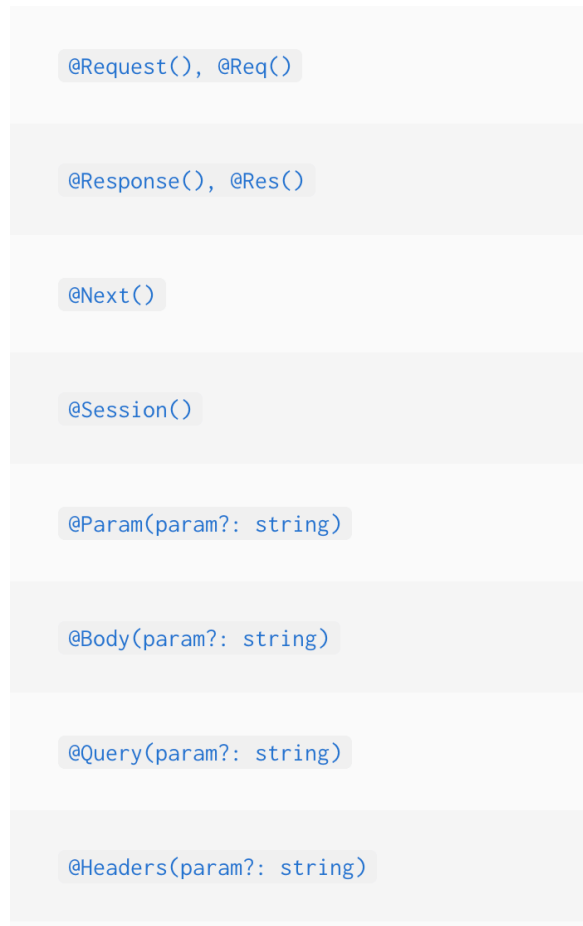 @Request(), @Req()
@Response(), @Res()
@Next()
@Session()
@Param(param?: string)
@Body(param?: string)
@Query(param?: string)
@Headers(param?: string)